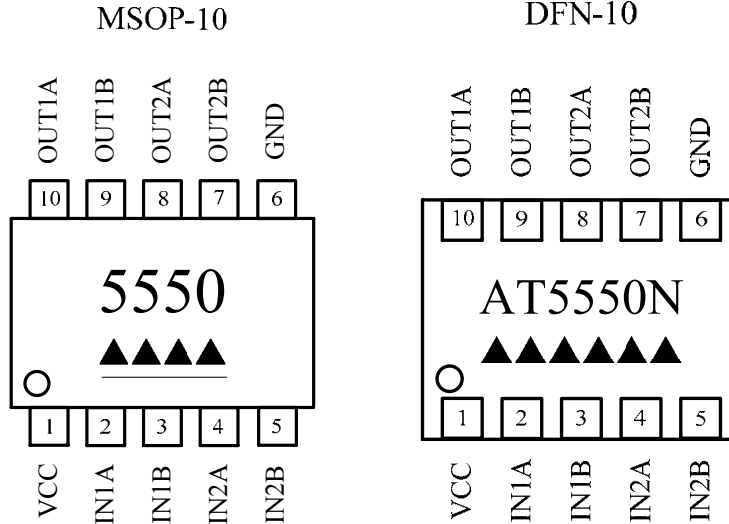 MSOP-10
DFN-10
OUT1A OUT1B OUT2A OUT2B GND
10 9 8 7 6
5550
1 2 3 4 5
VCC IN1A IN1B IN2A IN2B
OUT1A OUT1B OUT2A OUT2B GND
10 9 8 7 6
AT5550N
1 2 3 4 5
VCC IN1A IN1B IN2A IN2B